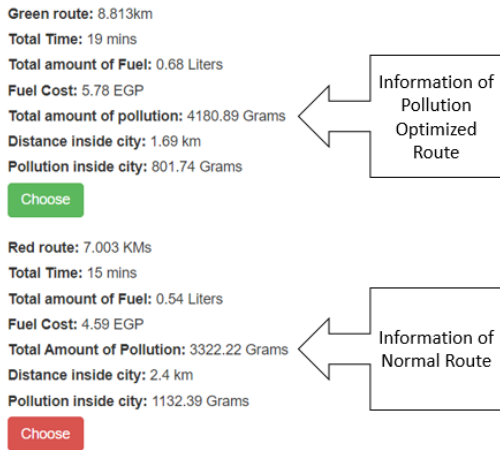 Green route: 8.813km
Total Time: 19 mins
Total amount of Fuel: 0.68 Liters
Fuel Cost: 5.78 EGP
Total amount of pollution: 4180.89 Grams
Distance inside city: 1.69 km
Pollution inside city: 801.74 Grams
Choose
Information of
Pollution
Optimized
Route
Red route: 7.003 KMs
Total Time: 15 mins
Total amount of Fuel: 0.54 Liters
Fuel Cost: 4.59 EGP
Total Amount of Pollution: 3322.22 Grams
Distance inside city: 2.4 km
Pollution inside city: 1132.39 Grams
Choose
Information of
Normal Route